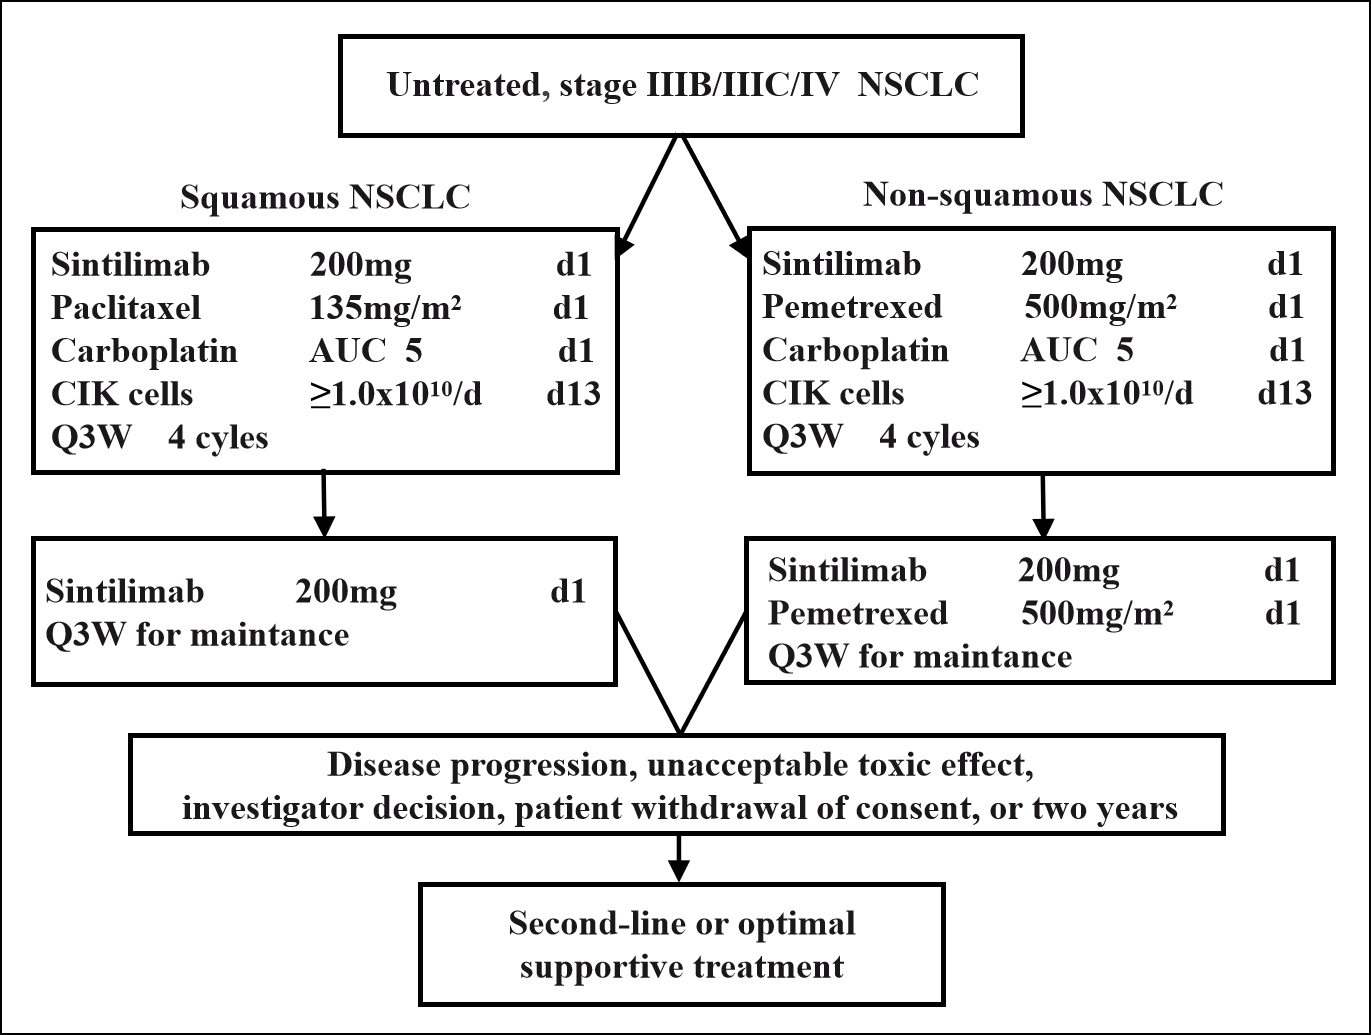 Untreated, stage IIIB/IIIC/IV NSCLC
Squamous NSCLC
Sintilimab 200mg d1
Paclitaxel 135mg/m² d1
Carboplatin AUC 5 d1
CIK cells ≥1.0x10¹⁰/d d13
Q3W 4 cyles
Non-squamous NSCLC
Sintilimab 200mg d1
Pemetrexed 500mg/m² d1
Carboplatin AUC 5 d1
CIK cells ≥1.0x10¹⁰/d d13
Q3W 4 cyles
Sintilimab 200mg d1
Q3W for maintance
Sintilimab 200mg d1
Pemetrexed 500mg/m² d1
Q3W for maintance
Disease progression, unacceptable toxic effect,
investigator decision, patient withdrawal of consent, or two years
Second-line or optimal
supportive treatment